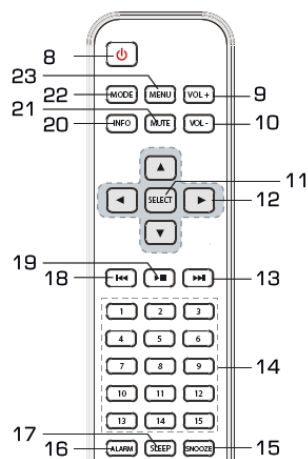 8
23
22 MODE MENU VOL + 9
21
20 INFO MUTE VOL - 10
11
SELECT 12
19
18 13
1 2 3
4 5 6
7 8 9 14
10 11 12
13 14 15
17
16 ALARM SLEEP SNOOZE 15